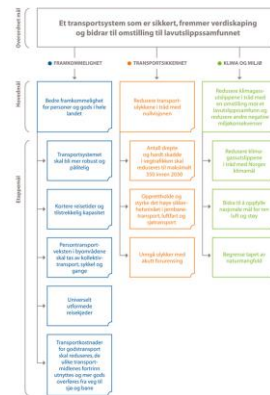 Overordnet mål
Et transportsystem som er sikkert, fremmer verdiskaping
og bidrar til omstilling til lavutslippssamfunnet
FRAMKOMMELIGHET
TRANSPORTSIKKERHET
KLIMA OG MILJØ
Hovedmål
Bedre framkommelighet
for personer og gods i hele
landet
Redusere transport-
ulykkene i tråd med
nullvisjonen
Redusere klimagass-
utslippene i tråd med
en omstilling mot et
lavutslippssamfunn og
redusere andre negative
miljøkonsekvenser
Etappemål
Transportsystemet
skal bli mer robust og
pålitelig
Antall drepte
og hardt skadde
i vegtrafikken skal
reduseres til maksimalt
350 innen 2030
Redusere klima-
gassutslippene
i tråd med Norges
klimamål
Kortere reisetider og
tilstrekkelig kapasitet
Opprettholde og
styrke det høye sikker-
hetsnivået i jernbane-
transport, luftfart og
sjøtransport
Bidra til å oppfylle
nasjonale mål for ren
luft og støy
Persontransport-
veksten i byområdene
skal tas av kollektiv-
transport, sykkel og
gange
Unngå ulykker med
akutt forurensning
Begrense tapet av
naturmangfold
Universelt
utformede
reisekjeder
Transportkostnader
for godstransport
skal reduseres, de
ulike transport-
midlenes fortrinn
utnyttes og mer gods
overføres fra veg til
sjø og bane